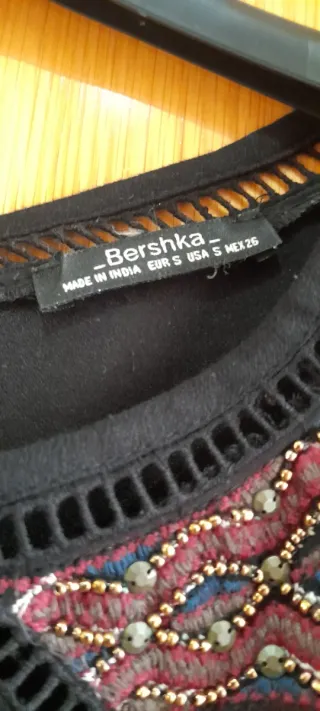 _Bershka_
MADE IN INDIA EUR S USA S MEX 26